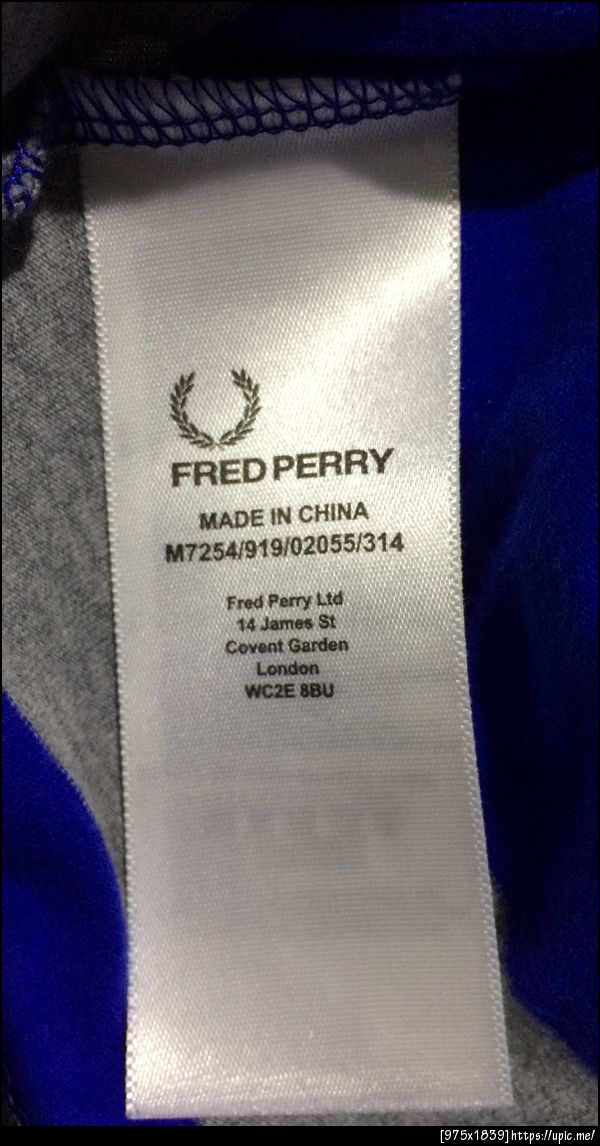 FRED PERRY
MADE IN CHINA
M7254/919/02055/314
Fred Perry Ltd
14 James St
Covent Garden
London
WC2E 8BU
[975x1839]https://upic.me/